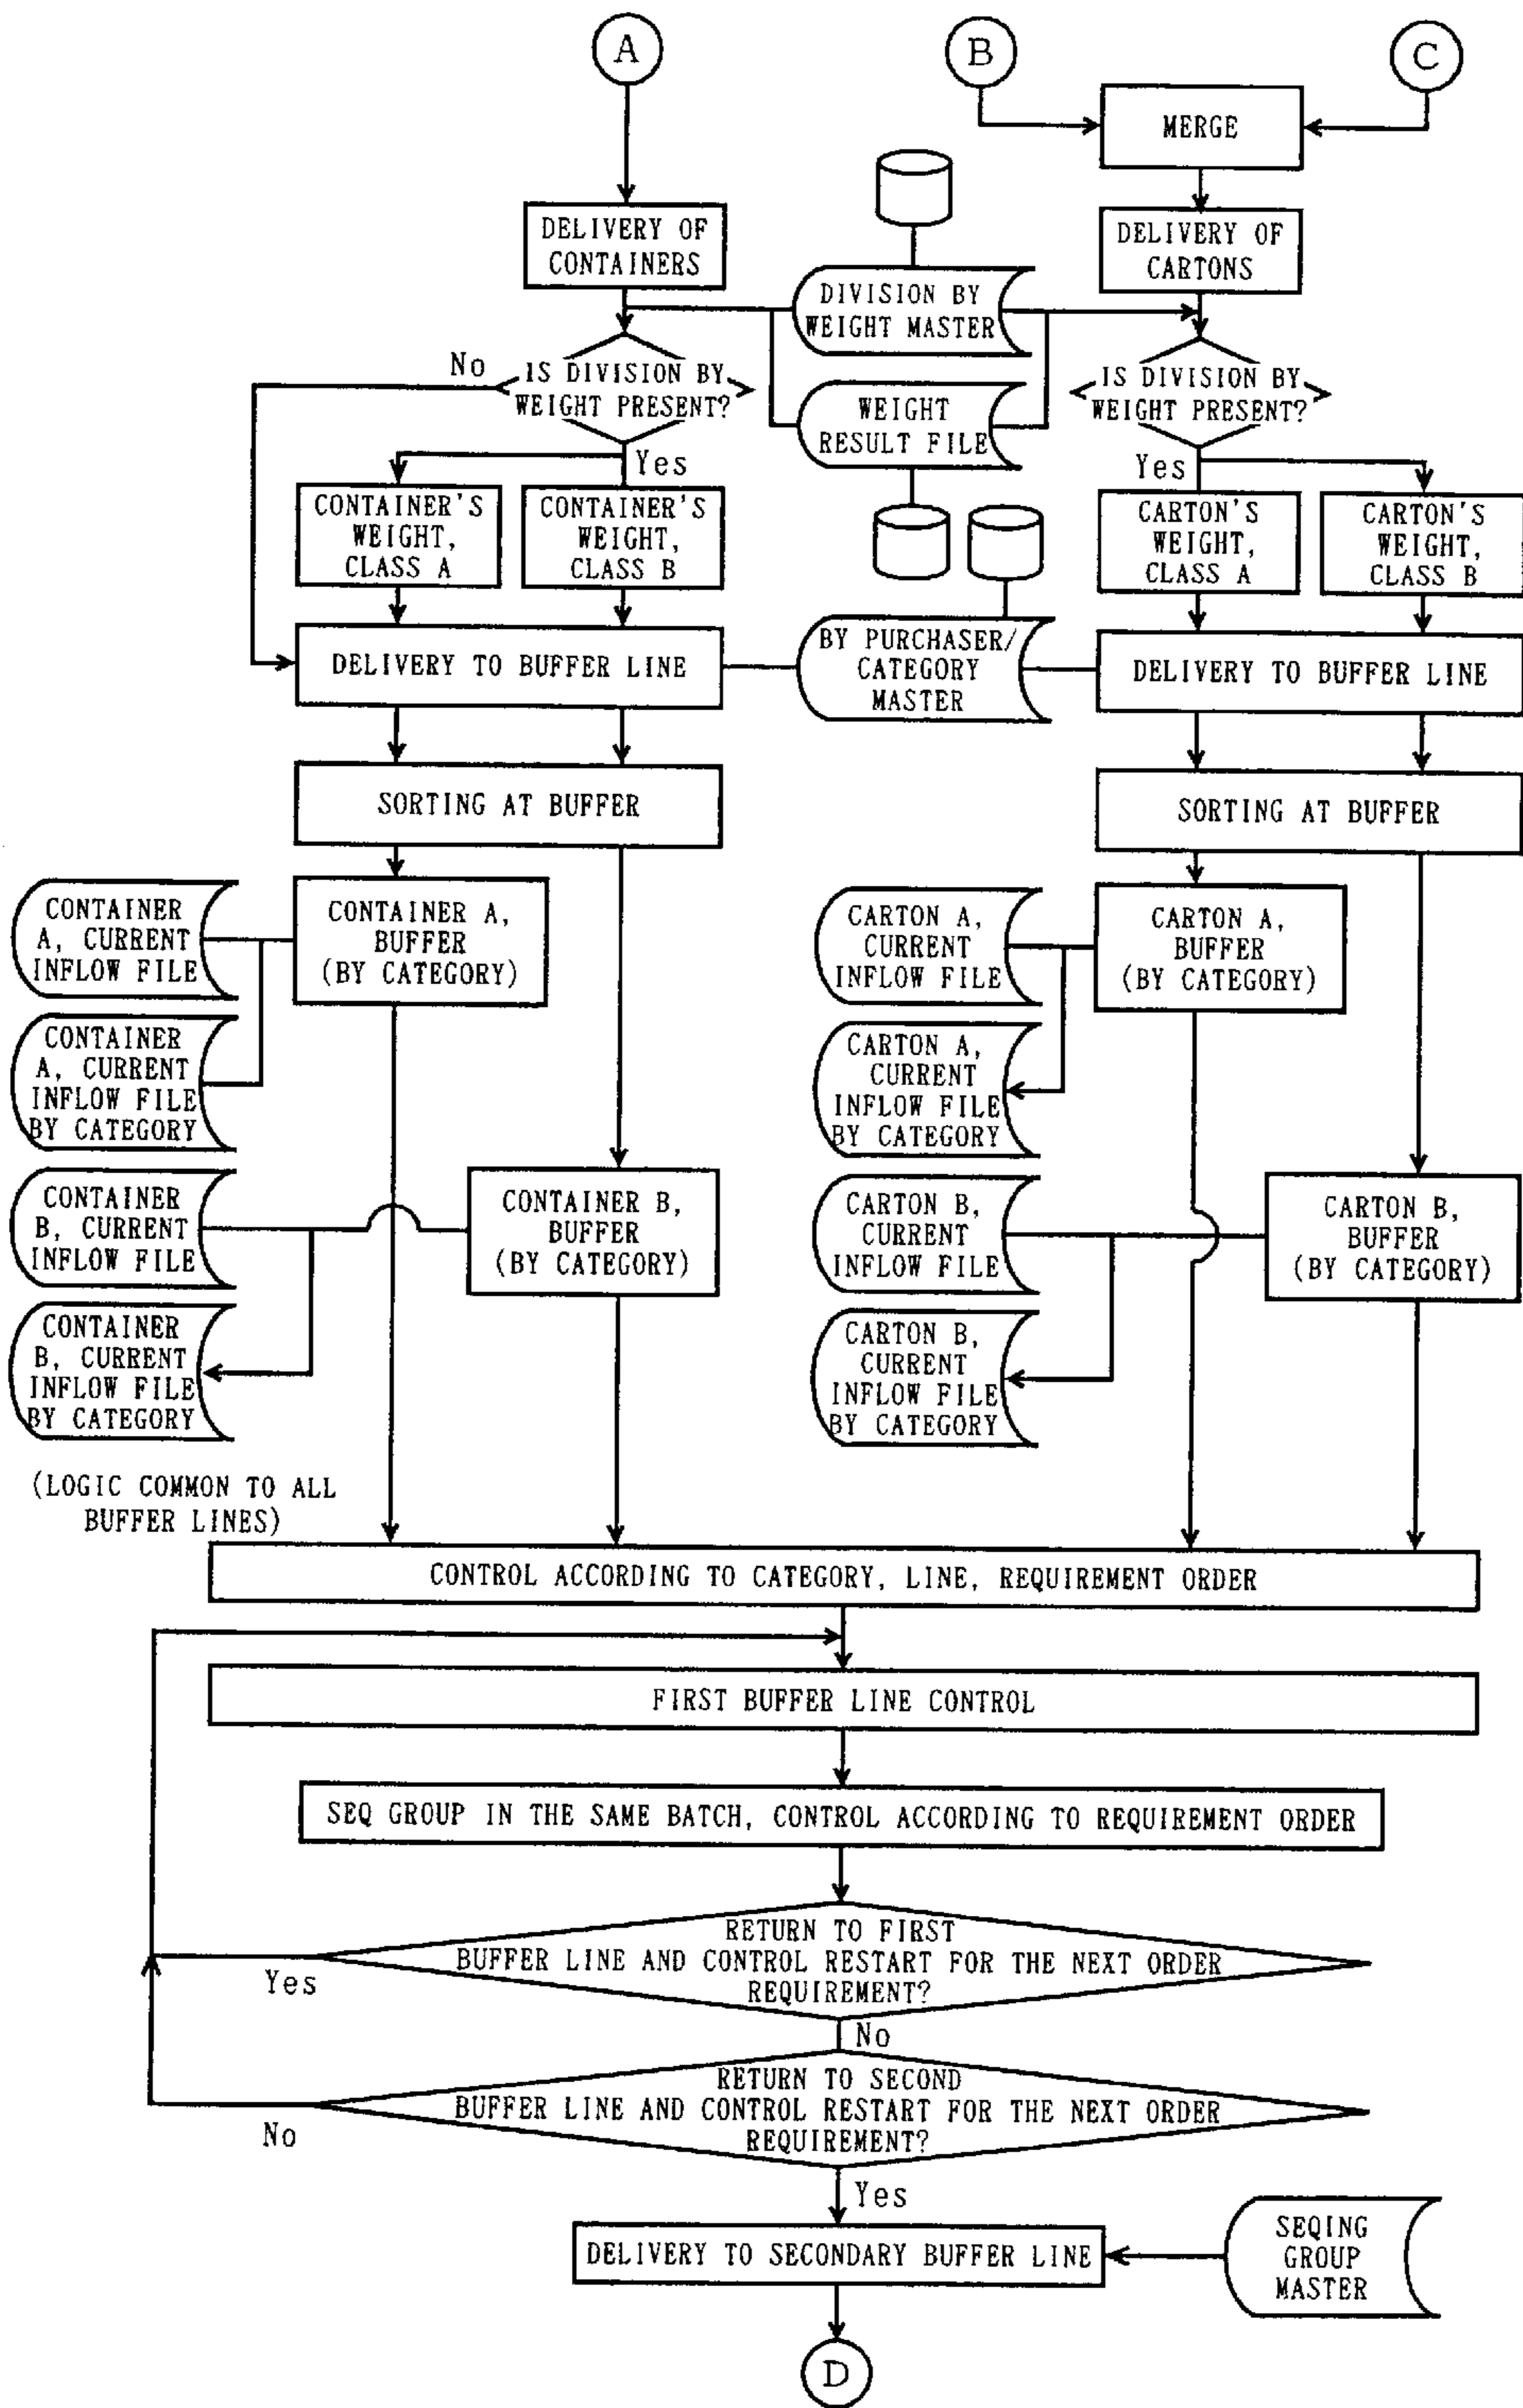 A
B
C
MERGE
DELIVERY OF
CONTAINERS
DELIVERY OF
CARTONS
DIVISION BY
WEIGHT MASTER
No
IS DIVISION BY
WEIGHT PRESENT?
IS DIVISION BY
WEIGHT PRESENT?
WEIGHT
RESULT FILE
Yes
Yes
CONTAINER'S
WEIGHT,
CLASS A
CONTAINER'S
WEIGHT,
CLASS B
CARTON'S
WEIGHT,
CLASS A
CARTON'S
WEIGHT,
CLASS B
DELIVERY TO BUFFER LINE
BY PURCHASER/
CATEGORY
MASTER
DELIVERY TO BUFFER LINE
SORTING AT BUFFER
SORTING AT BUFFER
CONTAINER
A, CURRENT
INFLOW FILE
CONTAINER A,
BUFFER
(BY CATEGORY)
CARTON A,
CURRENT
INFLOW FILE
CARTON A,
BUFFER
(BY CATEGORY)
CONTAINER
A, CURRENT
INFLOW FILE
BY CATEGORY
CARTON A,
CURRENT
INFLOW FILE
BY CATEGORY
CONTAINER
B, CURRENT
INFLOW FILE
CONTAINER B,
BUFFER
(BY CATEGORY)
CARTON B,
CURRENT
INFLOW FILE
CARTON B,
BUFFER
(BY CATEGORY)
CONTAINER
B, CURRENT
INFLOW FILE
BY CATEGORY
CARTON B,
CURRENT
INFLOW FILE
BY CATEGORY
(LOGIC COMMON TO ALL
BUFFER LINES)
CONTROL ACCORDING TO CATEGORY, LINE, REQUIREMENT ORDER
FIRST BUFFER LINE CONTROL
SEQ GROUP IN THE SAME BATCH, CONTROL ACCORDING TO REQUIREMENT ORDER
RETURN TO FIRST
BUFFER LINE AND CONTROL RESTART FOR THE NEXT ORDER
REQUIREMENT?
Yes
No
RETURN TO SECOND
BUFFER LINE AND CONTROL RESTART FOR THE NEXT ORDER
REQUIREMENT?
No
Yes
DELIVERY TO SECONDARY BUFFER LINE
SEQING
GROUP
MASTER
D